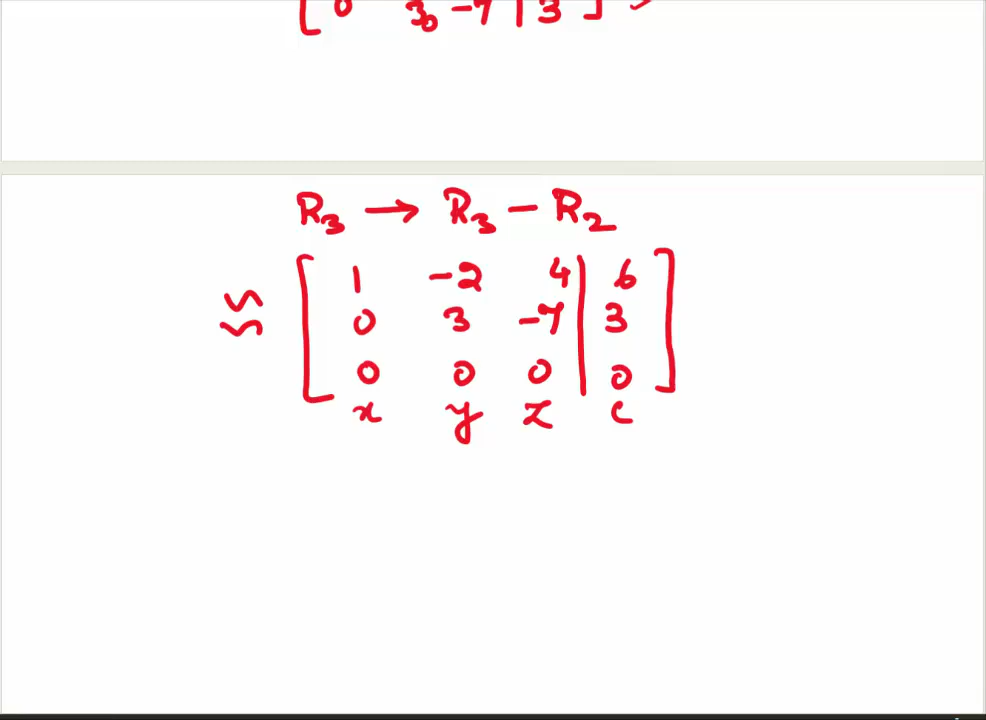 [ 0 3 -7 | 3 ]
R3 → R3 - R2
≈ [ 1 -2 4 | 6 ]
0 3 -7 | 3
0 0 0 | 0
x y z c